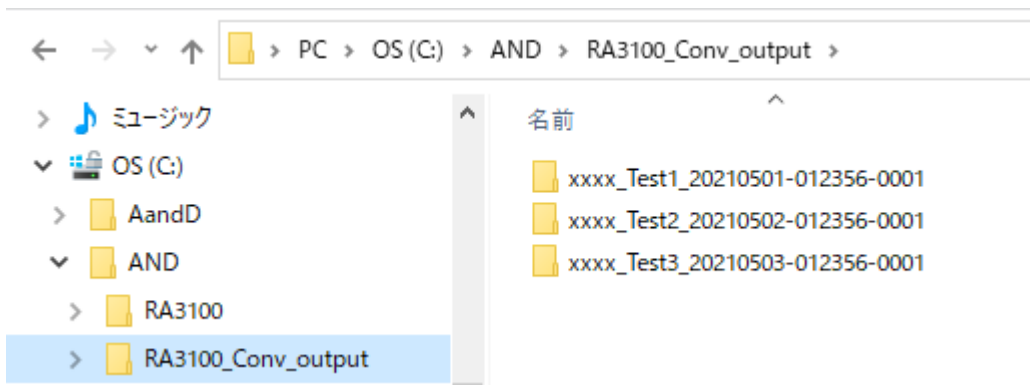 PC > OS (C:) > AND > RA3100_Conv_output >
ミュージック
OS (C:)
AandD
AND
RA3100
RA3100_Conv_output
名前
xxxx_Test1_20210501-012356-0001
xxxx_Test2_20210502-012356-0001
xxxx_Test3_20210503-012356-0001